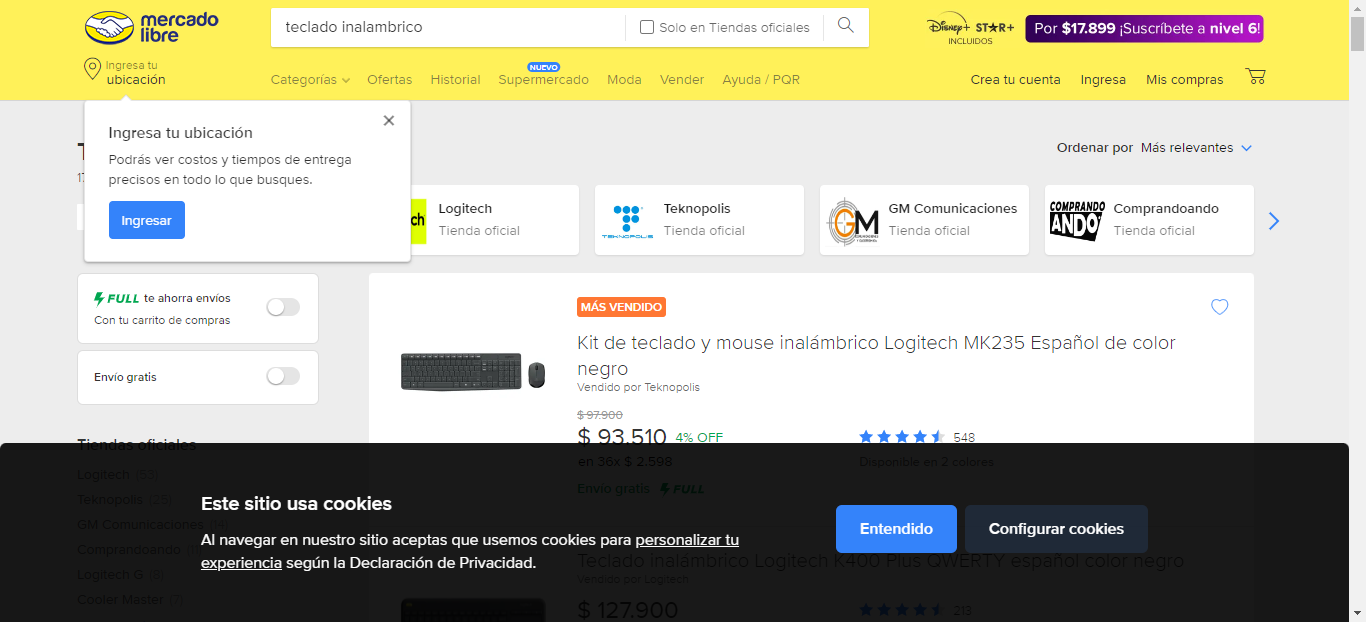 mercado
libre
teclado inalambrico
Solo en Tiendas oficiales
Disney+ STAR+
INCLUIDOS
Por $17.899 ¡Suscríbete a nivel 6!
Ingresa tu
ubicación
Categorías
Ofertas
Historial
NUEVO
Supermercado
Moda
Vender
Ayuda / PQR
Crea tu cuenta
Ingresa
Mis compras
Ingresa tu ubicación
Podrás ver costos y tiempos de entrega
precisos en todo lo que busques.
Ingresar
Ordenar por Más relevantes
Logitech
Tienda oficial
TEKNOPOLIS
Teknopolis
Tienda oficial
GM
GM Comunicaciones
Tienda oficial
COMPRANDO
ANDO
Comprandoando
Tienda oficial
FULL te ahorra envíos
Con tu carrito de compras
Envío gratis
MÁS VENDIDO
Kit de teclado y mouse inalámbrico Logitech MK235 Español de color
negro
Vendido por Teknopolis
$ 97.900
$ 93.510 4% OFF
548
en 36x $ 2.598
Disponible en 2 colores
Envío gratis FULL
Tiendas oficiales
Logitech
Teknopolis (25)
GM Comunicaciones
Comprandoando
Logitech G
Cooler Master (7)
Este sitio usa cookies
Al navegar en nuestro sitio aceptas que usemos cookies para personalizar tu
experiencia según la Declaración de Privacidad.
Entendido
Configurar cookies
Teclado inalámbrico Logitech K400 Plus QWERTY español color negro
Vendido por Logitech
$ 127.900
213